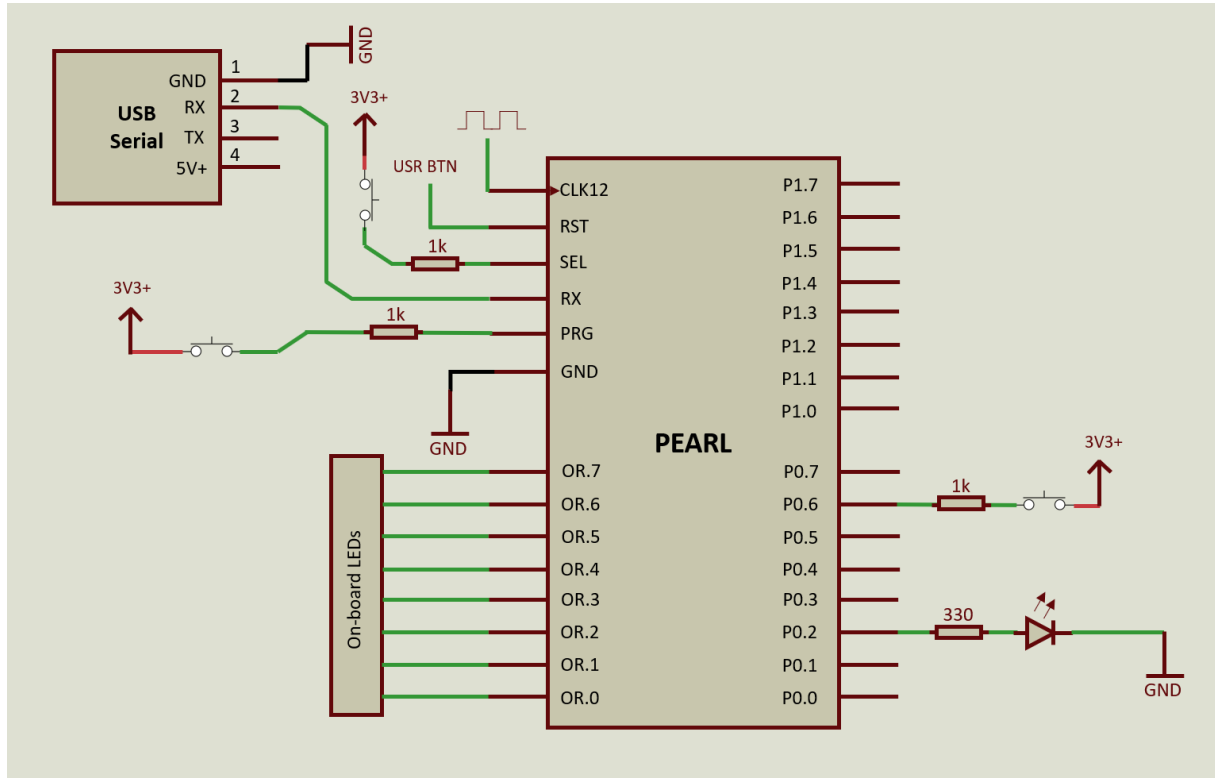 GND
1
GND
2
RX
USB
Serial
3
TX
4
5V+
3V3+
USR BTN
CLK12
RST
1k
SEL
RX
3V3+
1k
PRG
GND
GND
PEARL
P1.7
P1.6
P1.5
P1.4
P1.3
P1.2
P1.1
P1.0
On-board LEDs
OR.7
OR.6
OR.5
OR.4
OR.3
OR.2
OR.1
OR.0
P0.7
P0.6
P0.5
P0.4
P0.3
P0.2
P0.1
P0.0
1k
3V3+
330
GND